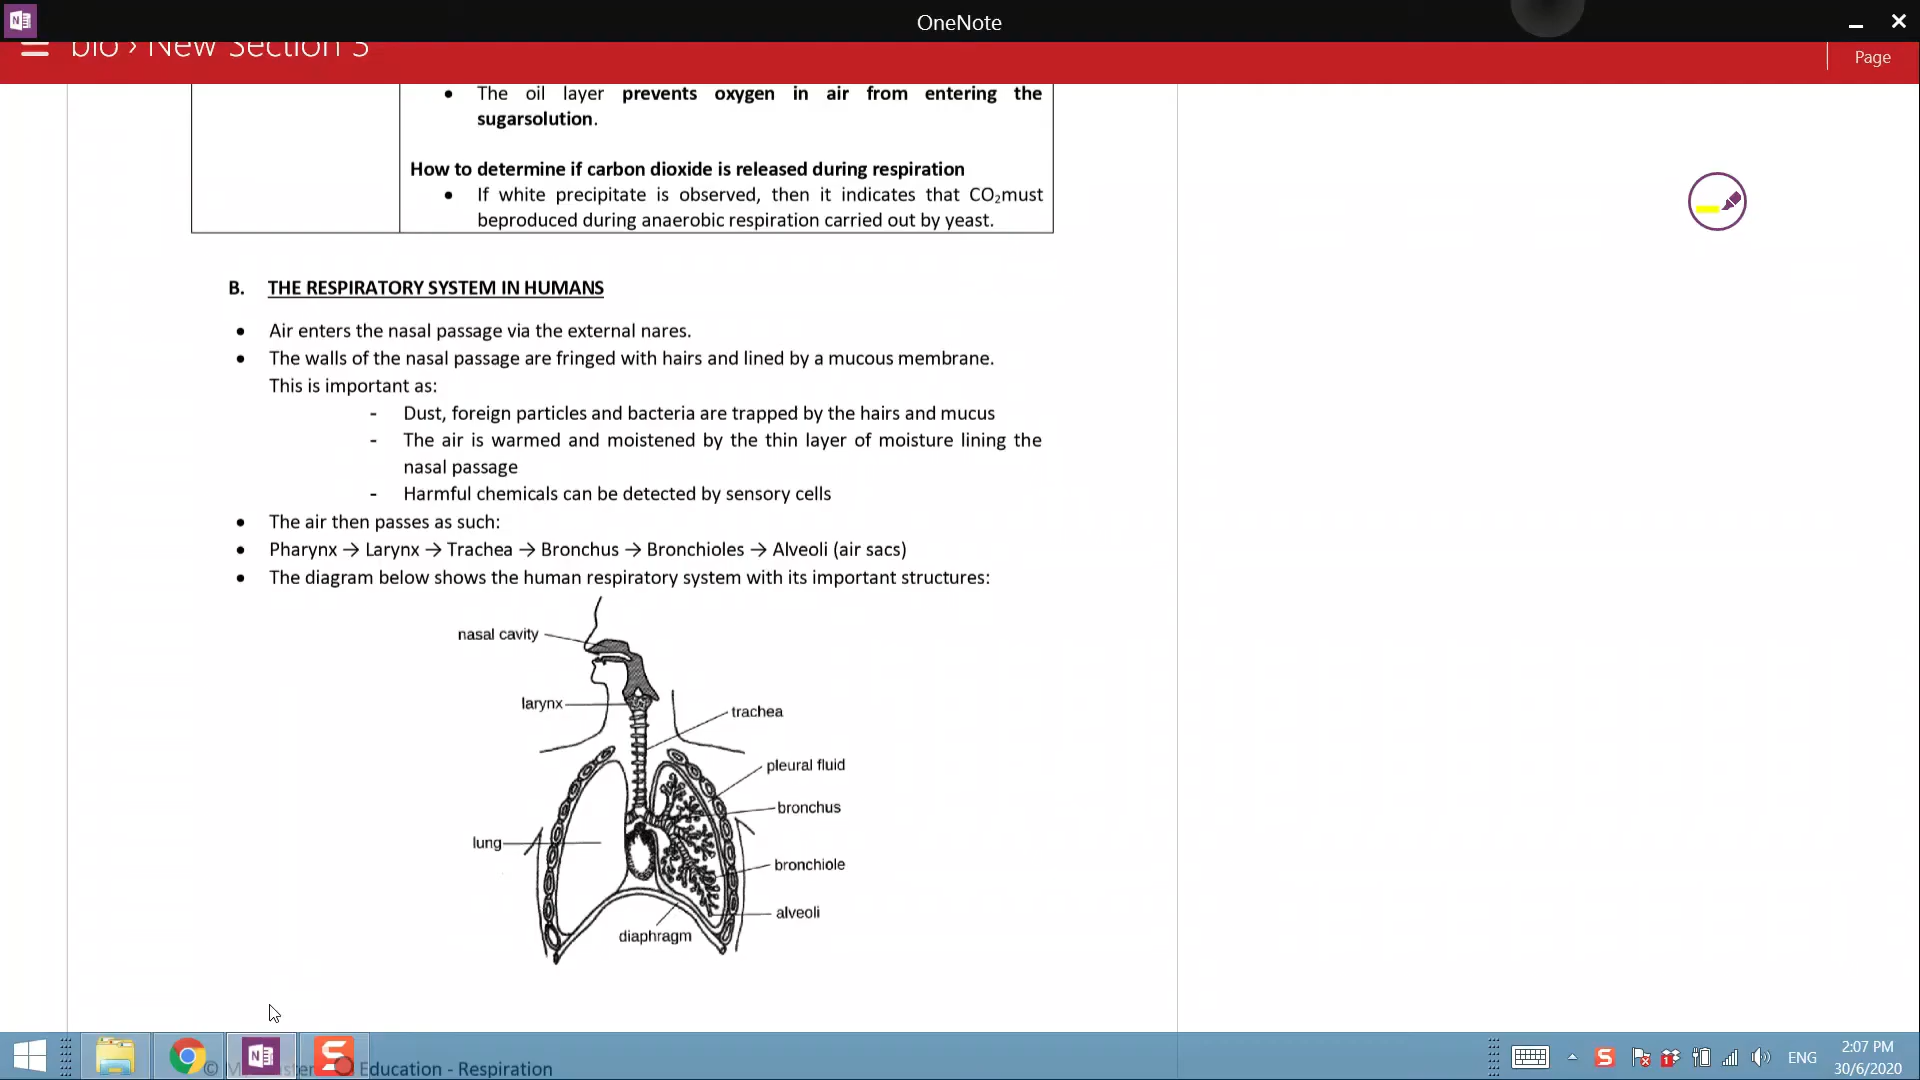 OneNote
bio › New Section 3
Page
• The oil layer prevents oxygen in air from entering the
sugarsolution.
How to determine if carbon dioxide is released during respiration
• If white precipitate is observed, then it indicates that CO₂must
beproduced during anaerobic respiration carried out by yeast.
B. THE RESPIRATORY SYSTEM IN HUMANS
• Air enters the nasal passage via the external nares.
• The walls of the nasal passage are fringed with hairs and lined by a mucous membrane.
This is important as:
- Dust, foreign particles and bacteria are trapped by the hairs and mucus
- The air is warmed and moistened by the thin layer of moisture lining the
nasal passage
- Harmful chemicals can be detected by sensory cells
• The air then passes as such:
• Pharynx → Larynx → Trachea → Bronchus → Bronchioles → Alveoli (air sacs)
• The diagram below shows the human respiratory system with its important structures:
nasal cavity
larynx
trachea
pleural fluid
bronchus
lung
bronchiole
alveoli
diaphragm
Education - Respiration
ENG
2:07 PM
30/6/2020